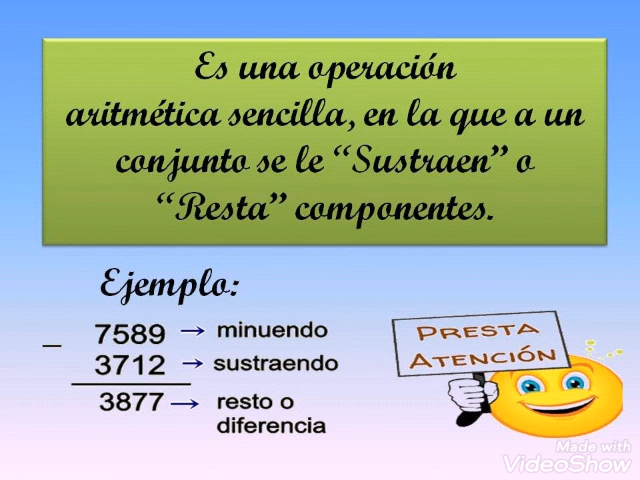 Es una operación
aritmética sencilla, en la que a un
conjunto se le “Sustraen” o
“Resta” componentes.
Ejemplo:
_ 7589 → minuendo
3712 → sustraendo
3877 → resto o
diferencia
PRESTA
ATENCIÓN
Made with
VideoShow